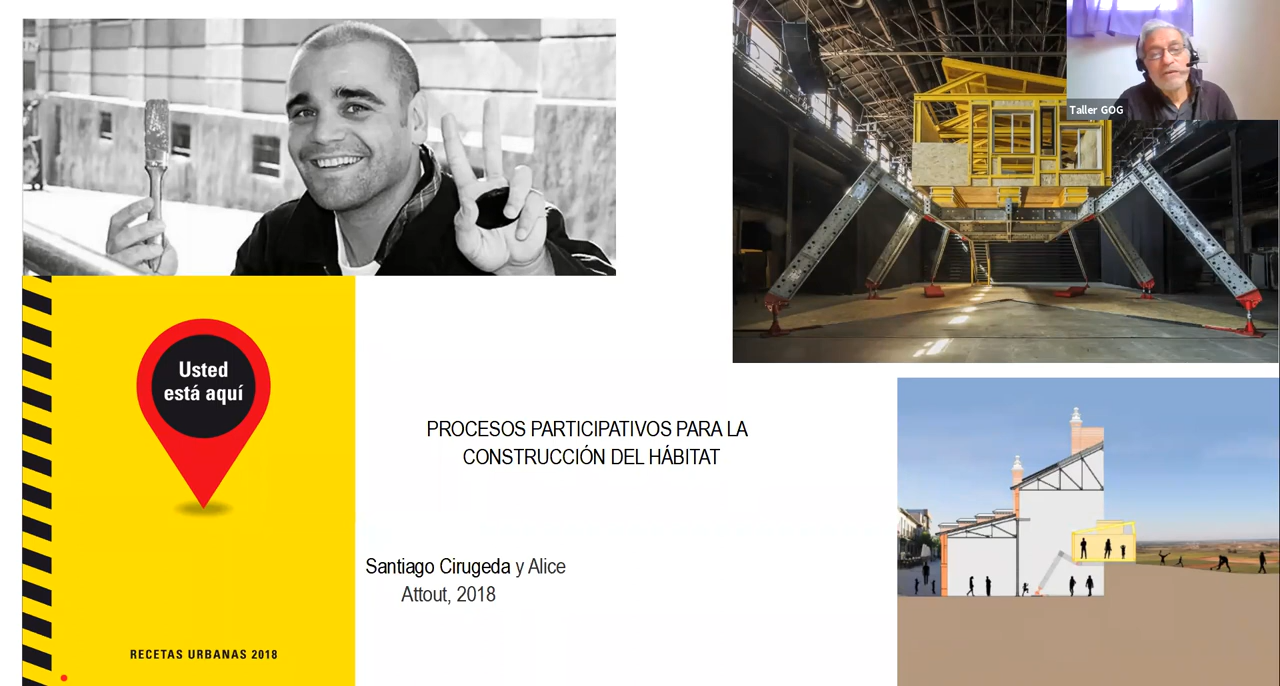 Taller GOG
Usted
está aquí
PROCESOS PARTICIPATIVOS PARA LA
CONSTRUCCIÓN DEL HÁBITAT
Santiago Cirugeda y Alice
Attout, 2018
RECETAS URBANAS 2018